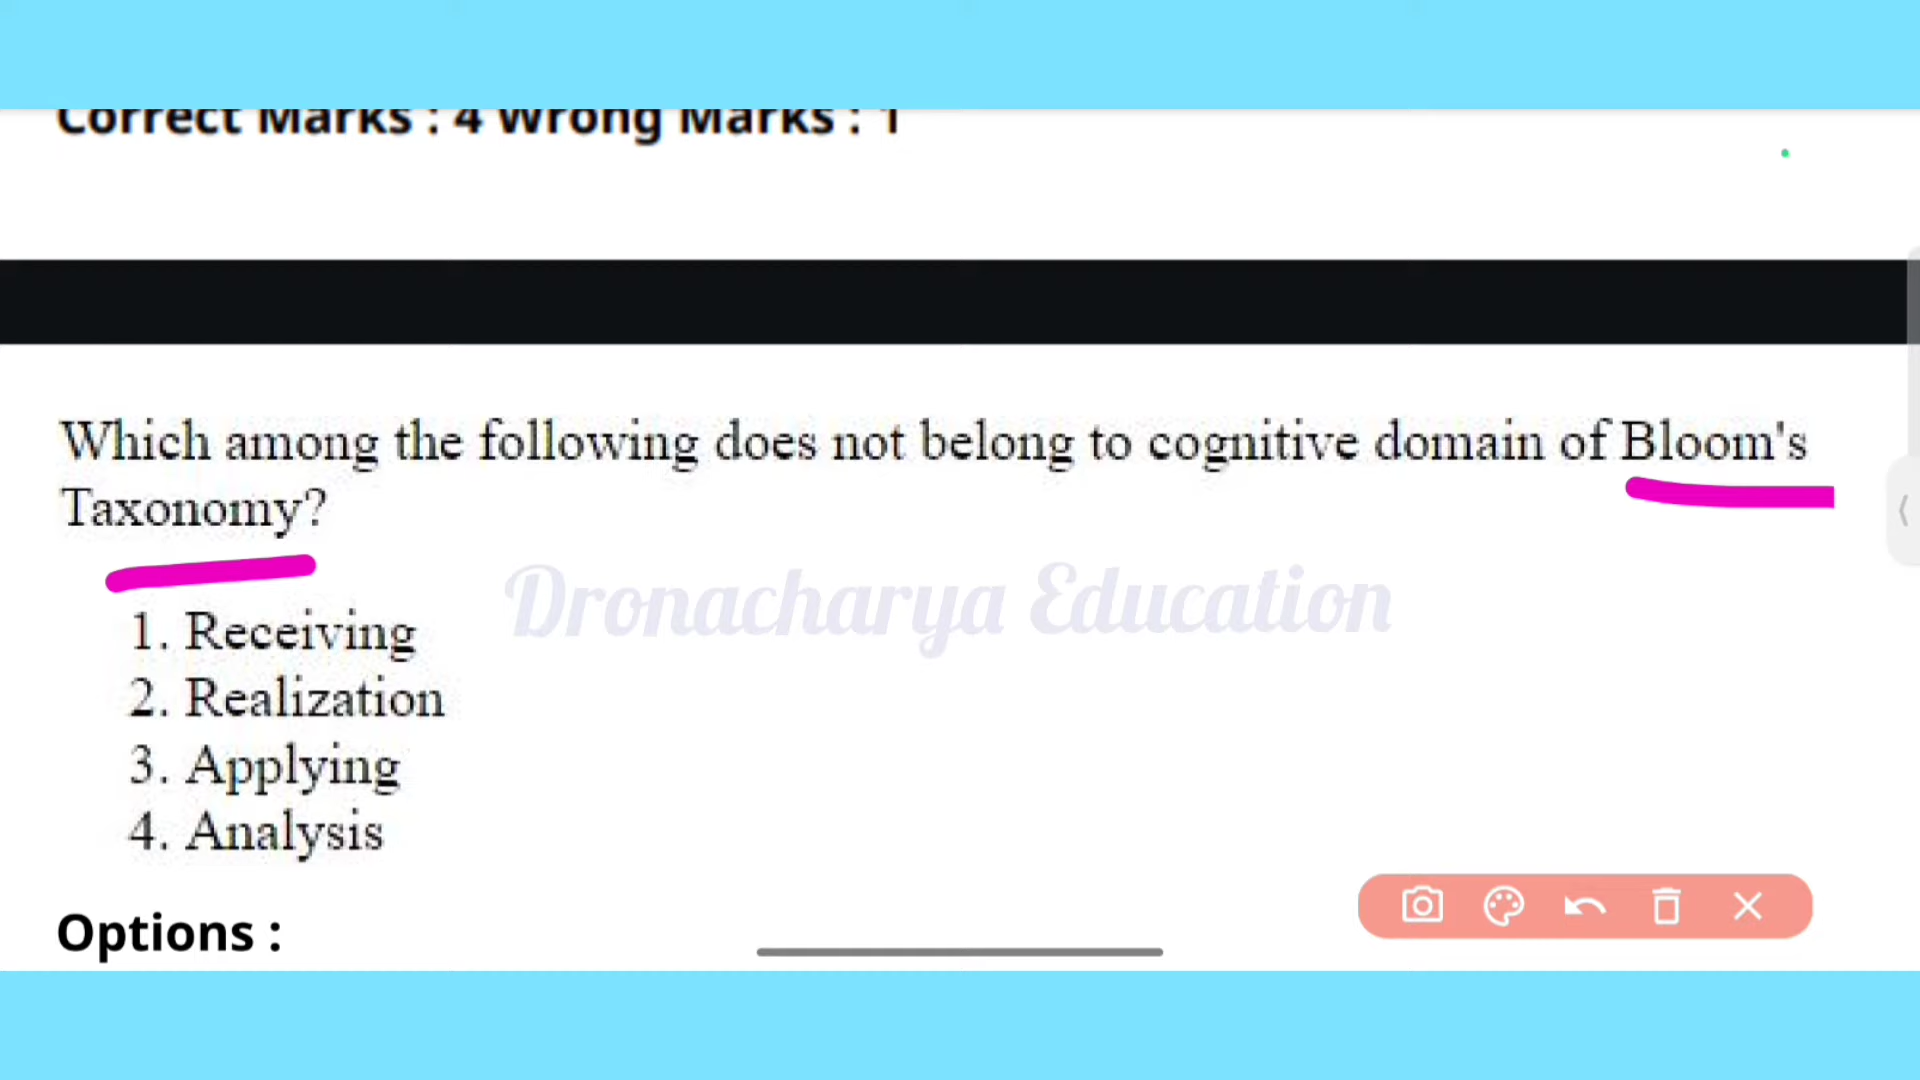 Correct Marks : 4 Wrong Marks : 1
Which among the following does not belong to cognitive domain of Bloom's
Taxonomy?
Dronacharya Education
1. Receiving
2. Realization
3. Applying
4. Analysis
Options :